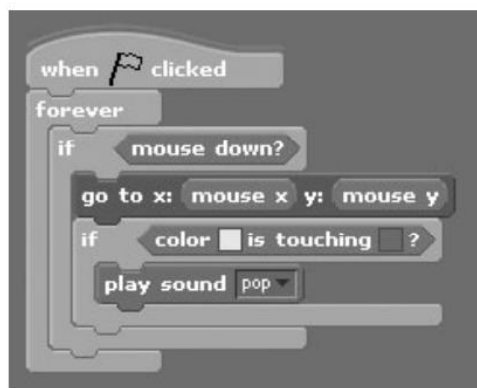 when clicked
forever
if mouse down?
go to x: mouse x y: mouse y
if color is touching ?
play sound pop